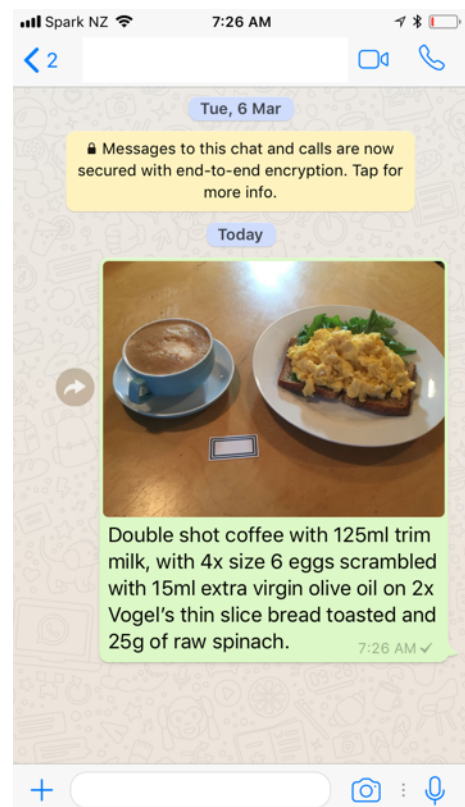 Spark NZ 7:26 AM
2
Tue, 6 Mar
Messages to this chat and calls are now
secured with end-to-end encryption. Tap for
more info.
Today
Double shot coffee with 125ml trim
milk, with 4x size 6 eggs scrambled
with 15ml extra virgin olive oil on 2x
Vogel’s thin slice bread toasted and
25g of raw spinach.
7:26 AM